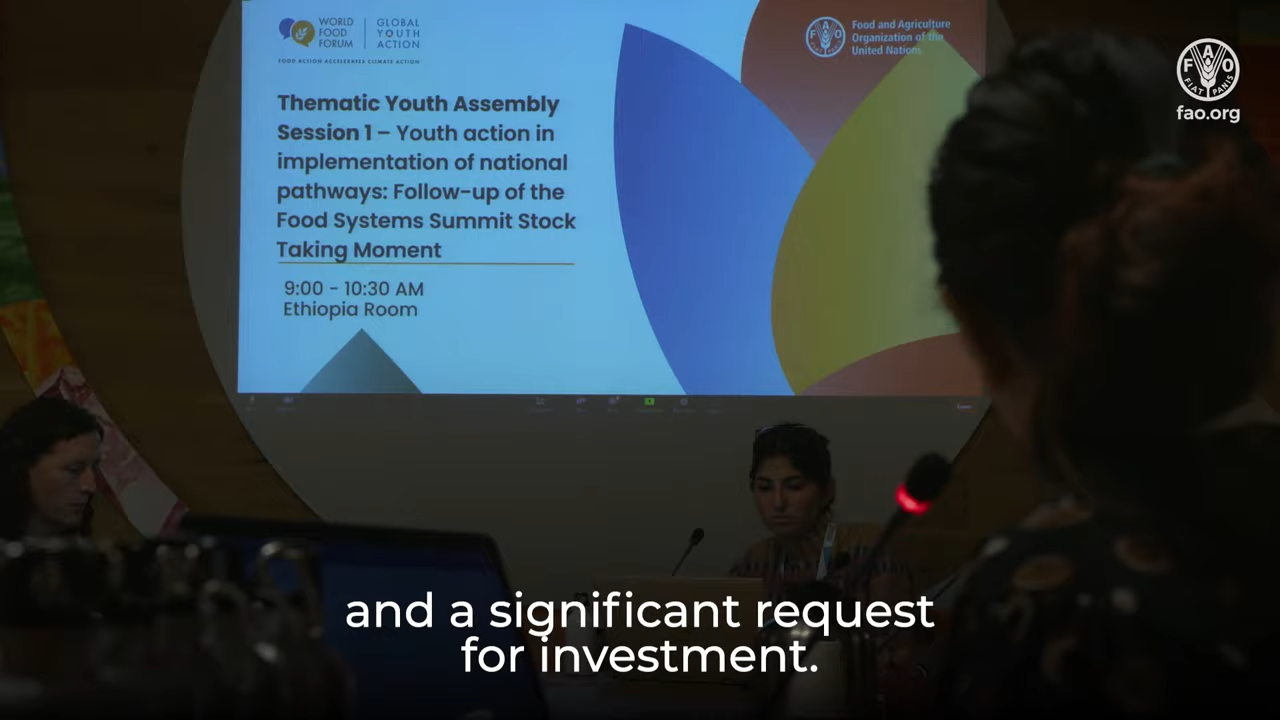 WORLD
FOOD
FORUM
GLOBAL
YOUTH
ACTION
FOOD ACTION ACCELERATES CLIMATE ACTION
Food and Agriculture
Organization of the
United Nations
Thematic Youth Assembly
Session 1 – Youth action in
implementation of national
pathways: Follow-up of the
Food Systems Summit Stock
Taking Moment
9:00 - 10:30 AM
Ethiopia Room
F A O
FIAT PANIS
fao.org
and a significant request
for investment.